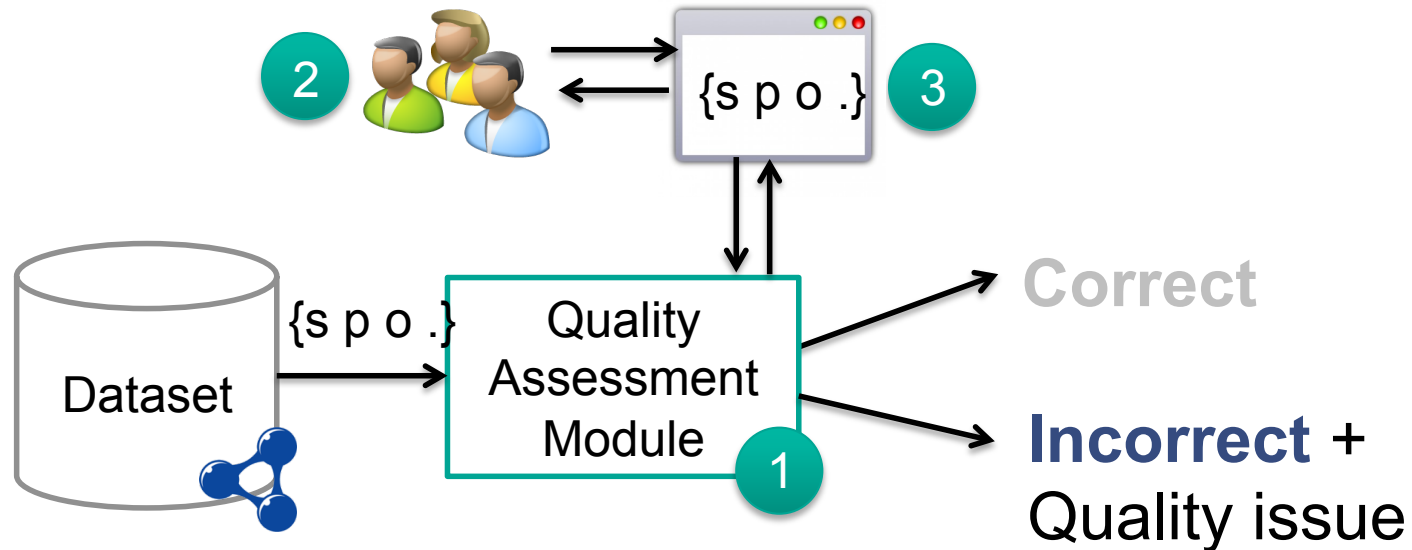 2
{s p o .}
3
{s p o .}
Dataset
Quality
Assessment
Module
1
Correct
Incorrect +
Quality issue